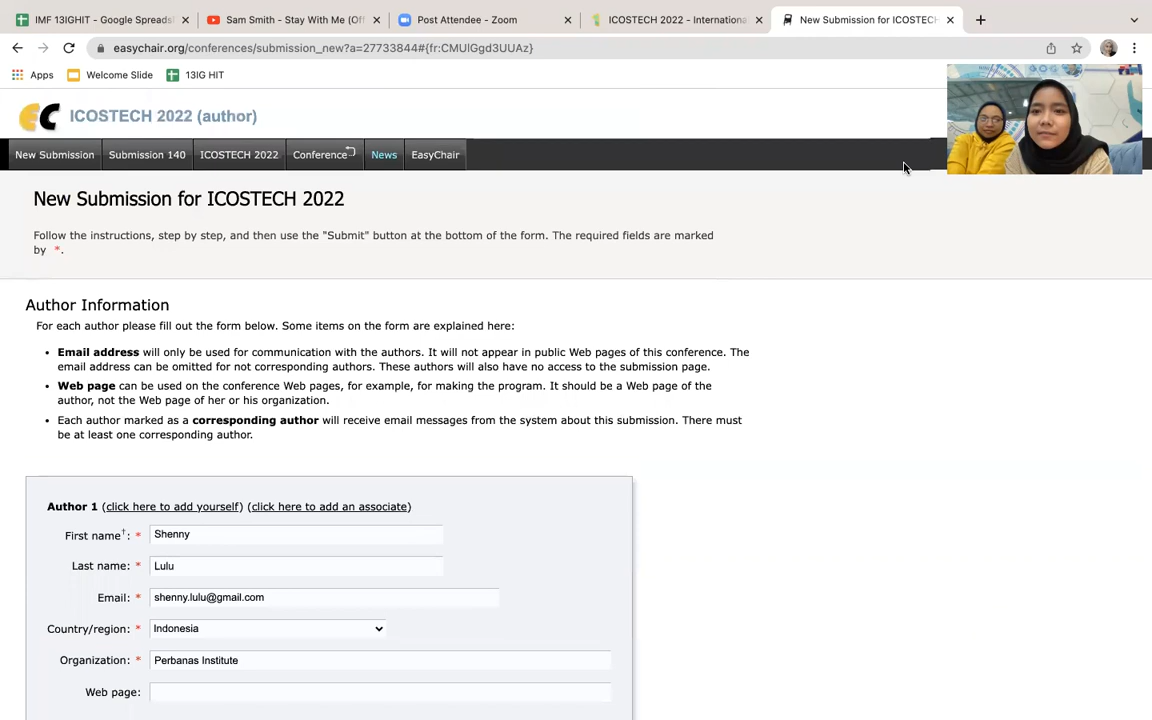 IMF 13IGHIT - Google Spreads
Sam Smith - Stay With Me (Of
Post Attendee - Zoom
ICOSTECH 2022 - Internationa
New Submission for ICOSTECH
easychair.org/conferences/submission_new?a=27733844#{fr:CMUlGgd3UUAz}
Apps
Welcome Slide
13IG HIT
EC ICOSTECH 2022 (author)
New Submission
Submission 140
ICOSTECH 2022
Conference
News
EasyChair
New Submission for ICOSTECH 2022
Follow the instructions, step by step, and then use the "Submit" button at the bottom of the form. The required fields are marked
by *.
Author Information
For each author please fill out the form below. Some items on the form are explained here:
• Email address will only be used for communication with the authors. It will not appear in public Web pages of this conference. The
email address can be omitted for not corresponding authors. These authors will also have no access to the submission page.
• Web page can be used on the conference Web pages, for example, for making the program. It should be a Web page of the
author, not the Web page of her or his organization.
• Each author marked as a corresponding author will receive email messages from the system about this submission. There must
be at least one corresponding author.
Author 1 (click here to add yourself) (click here to add an associate)
First name†: * Shenny
Last name: * Lulu
Email: * shenny.lulu@gmail.com
Country/region: * Indonesia
Organization: * Perbanas Institute
Web page: